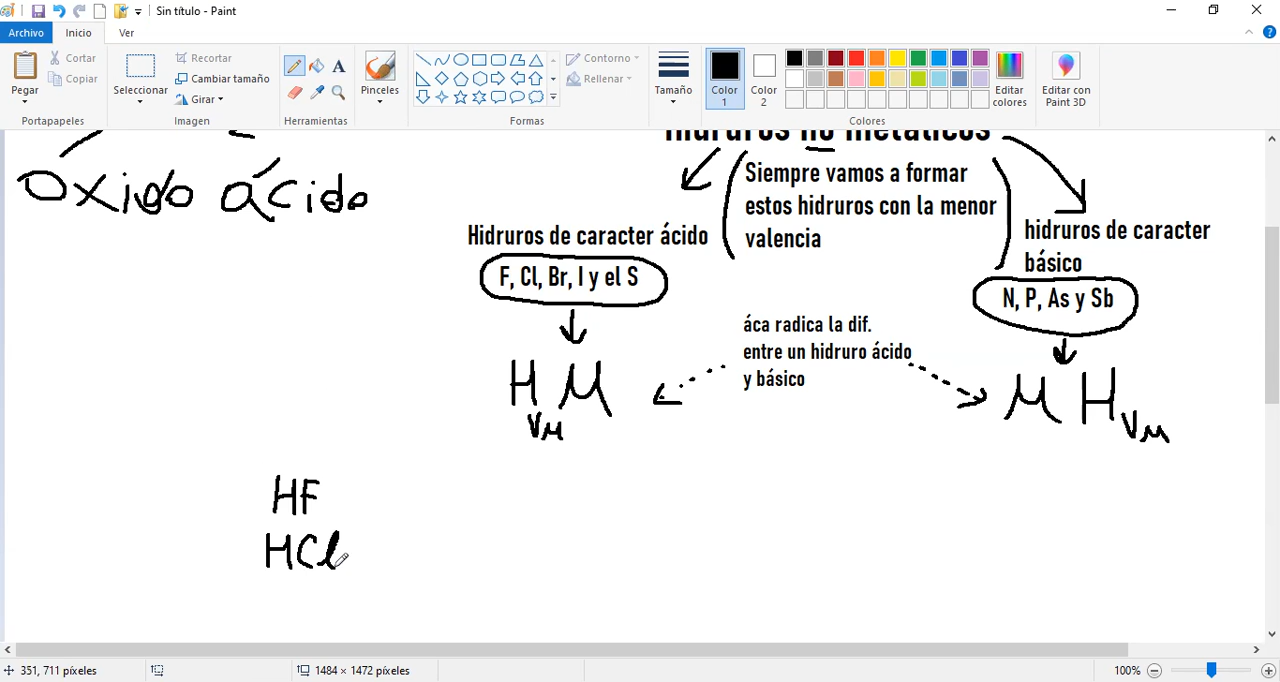 Sin título - Paint
Archivo Inicio Ver
Pegar
Cortar
Copiar
Portapapeles
Seleccionar
Recortar
Cambiar tamaño
Girar
Imagen
A
Herramientas
Pinceles
Contorno
Rellenar
Formas
Tamaño
Color 1
Color 2
Editar colores
Editar con Paint 3D
Colores
Hidruros no metálicos
Óxido ácido
Siempre vamos a formar
estos hidruros con la menor
valencia
Hidruros de caracter ácido
F, Cl, Br, I y el S
hidruros de caracter
básico
N, P, As y Sb
áca radica la dif.
entre un hidruro ácido
y básico
HF
HCl
351, 711 píxeles
1484 × 1472 píxeles
100%